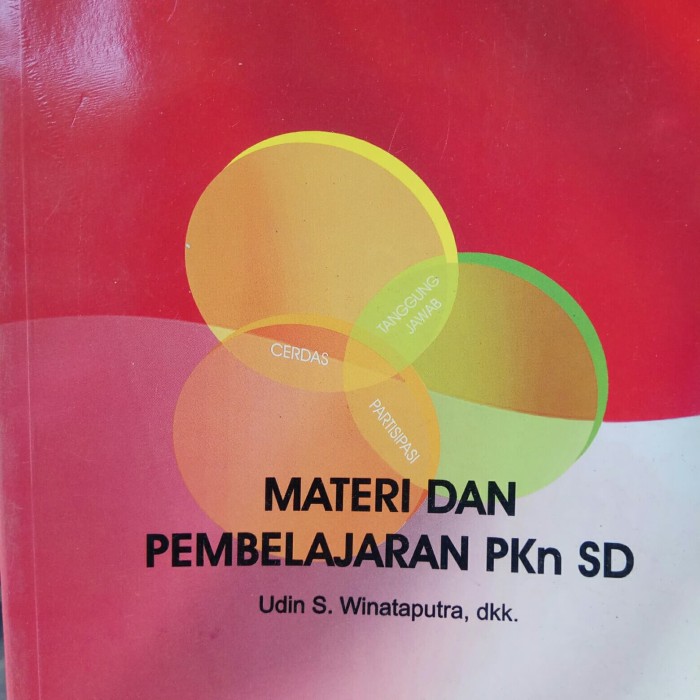 TANGGUNG
JAWAB
CERDAS
PARTISIPASI
MATERI DAN
PEMBELAJARAN PKn SD
Udin S. Winataputra, dkk.